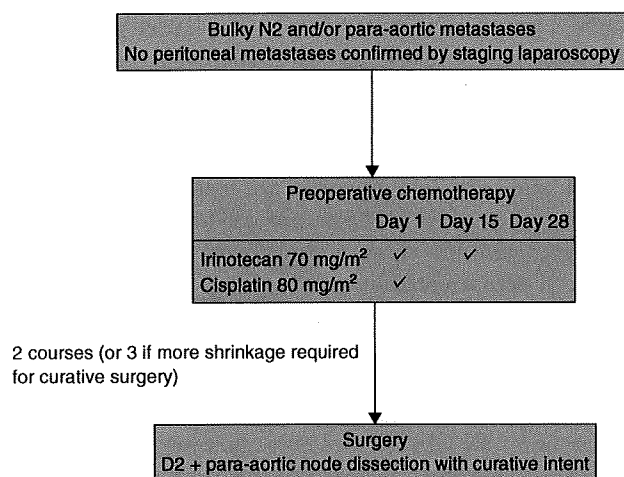 Bulky N2 and/or para-aortic metastases
No peritoneal metastases confirmed by staging laparoscopy
Preoperative chemotherapy
Day 1 Day 15 Day 28
Irinotecan 70 mg/m² ✓ ✓
Cisplatin 80 mg/m² ✓
2 courses (or 3 if more shrinkage required
for curative surgery)
Surgery
D2 + para-aortic node dissection with curative intent